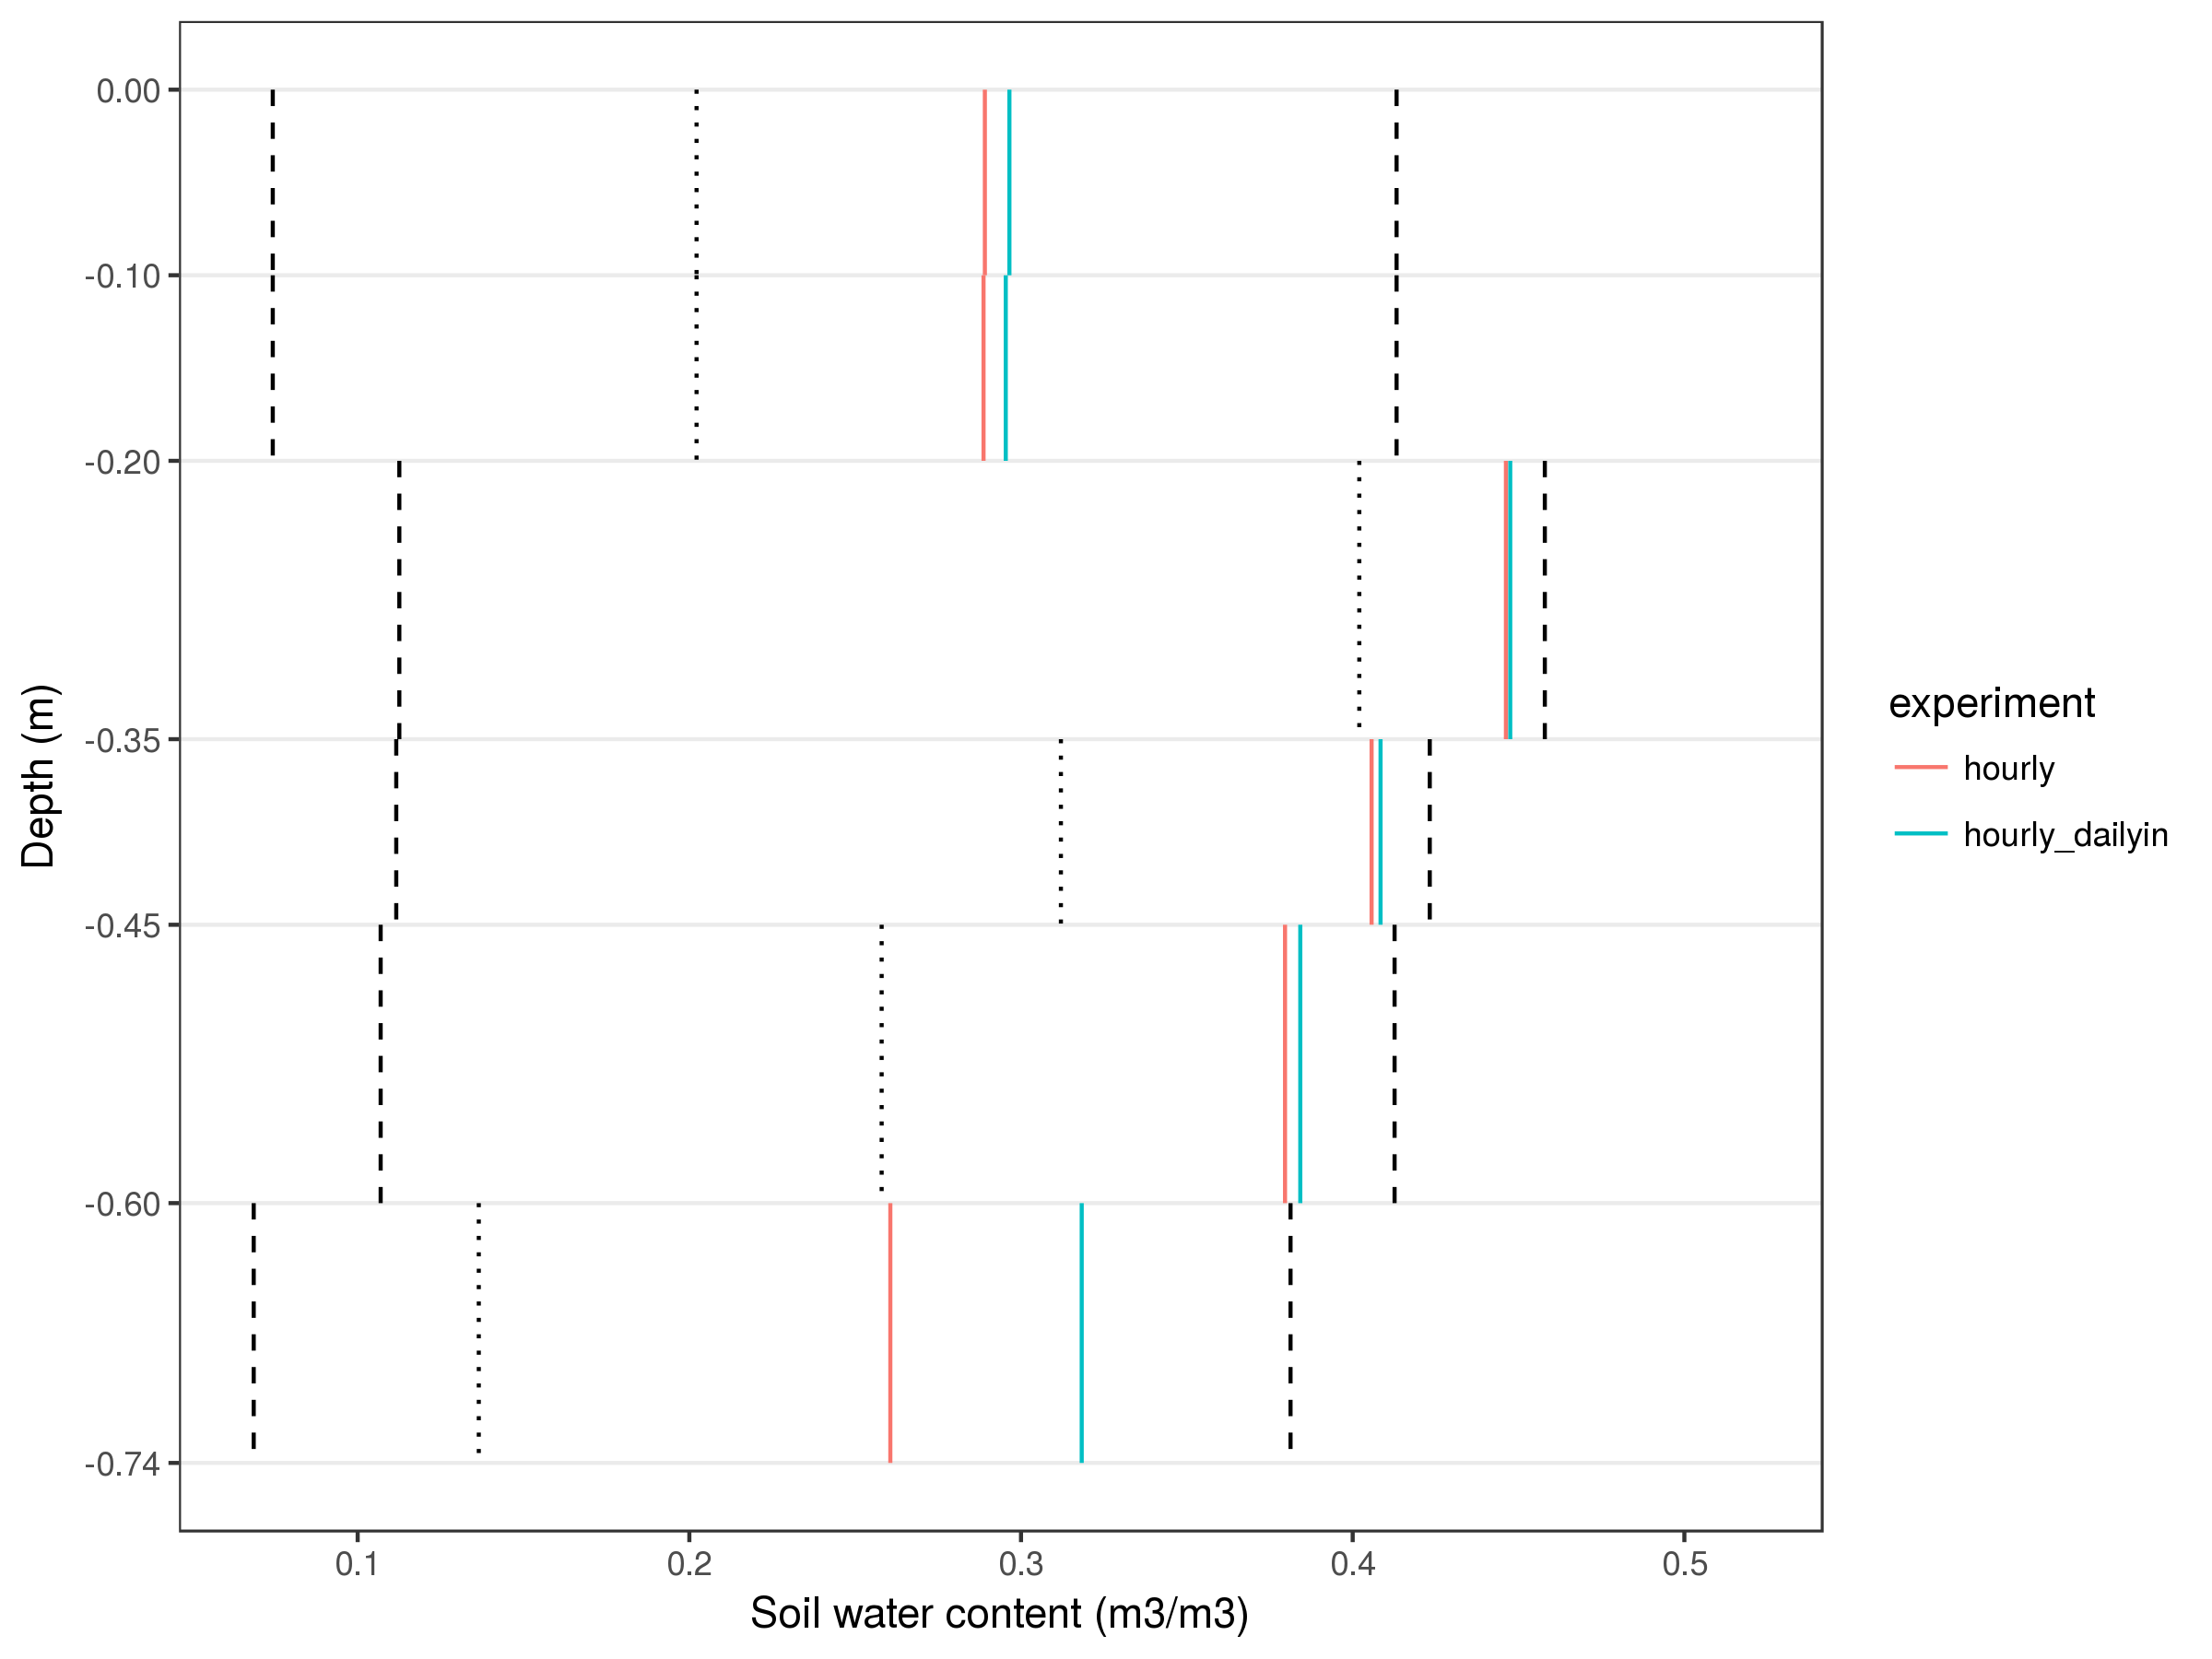 0.00
-0.10
-0.20
-0.35
-0.45
-0.60
-0.74
Depth (m)
0.1 0.2 0.3 0.4 0.5
Soil water content (m3/m3)
experiment
hourly
hourly_dailyin